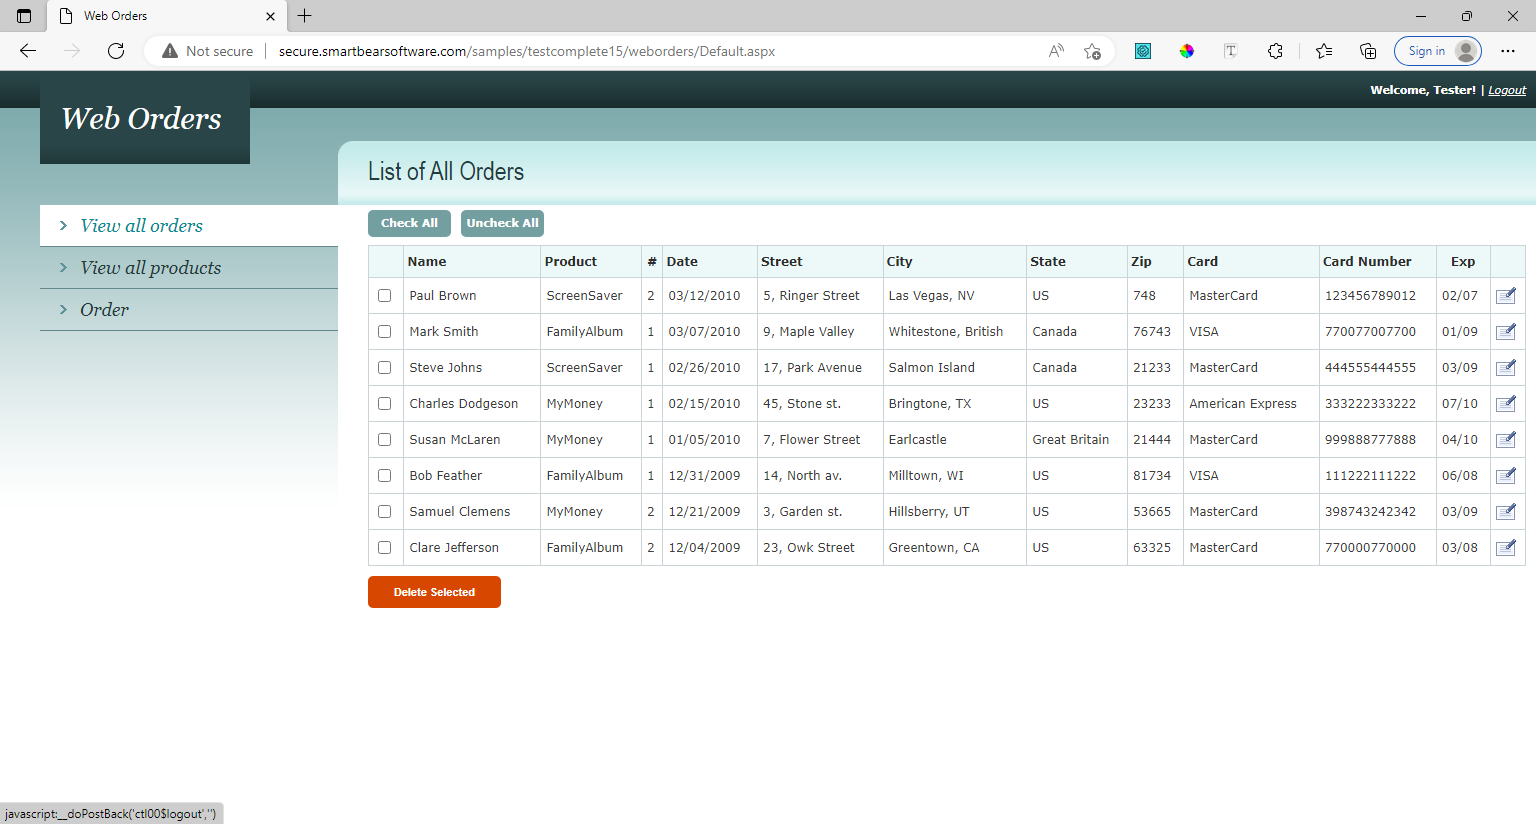 Web Orders
Not secure
secure.smartbearsoftware.com/samples/testcomplete15/weborders/Default.aspx
Sign in
Welcome, Tester! | Logout
Web Orders
List of All Orders
View all orders
View all products
Order
Check All Uncheck All
Name Product # Date Street City State Zip Card Card Number Exp
Paul Brown ScreenSaver 2 03/12/2010 5, Ringer Street Las Vegas, NV US 748 MasterCard 123456789012 02/07
Mark Smith FamilyAlbum 1 03/07/2010 9, Maple Valley Whitestone, British Canada 76743 VISA 770077007700 01/09
Steve Johns ScreenSaver 1 02/26/2010 17, Park Avenue Salmon Island Canada 21233 MasterCard 444555444555 03/09
Charles Dodgeson MyMoney 1 02/15/2010 45, Stone st. Bringtone, TX US 23233 American Express 333222333222 07/10
Susan McLaren MyMoney 1 01/05/2010 7, Flower Street Earlcastle Great Britain 21444 MasterCard 999888777888 04/10
Bob Feather FamilyAlbum 1 12/31/2009 14, North av. Milltown, WI US 81734 VISA 111222111222 06/08
Samuel Clemens MyMoney 2 12/21/2009 3, Garden st. Hillsberry, UT US 53665 MasterCard 398743242342 03/09
Clare Jefferson FamilyAlbum 2 12/04/2009 23, Owk Street Greentown, CA US 63325 MasterCard 770000770000 03/08
Delete Selected
javascript:__doPostBack('ctl00$logout','')